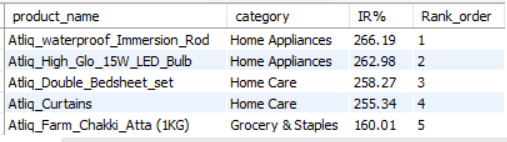 product_name category IR% Rank_order
Atliq_waterproof_Immersion_Rod Home Appliances 266.19 1
Atliq_High_Glo_15W_LED_Bulb Home Appliances 262.98 2
Atliq_Double_Bedsheet_set Home Care 258.27 3
Atliq_Curtains Home Care 255.34 4
Atliq_Farm_Chakki_Atta (1KG) Grocery & Staples 160.01 5